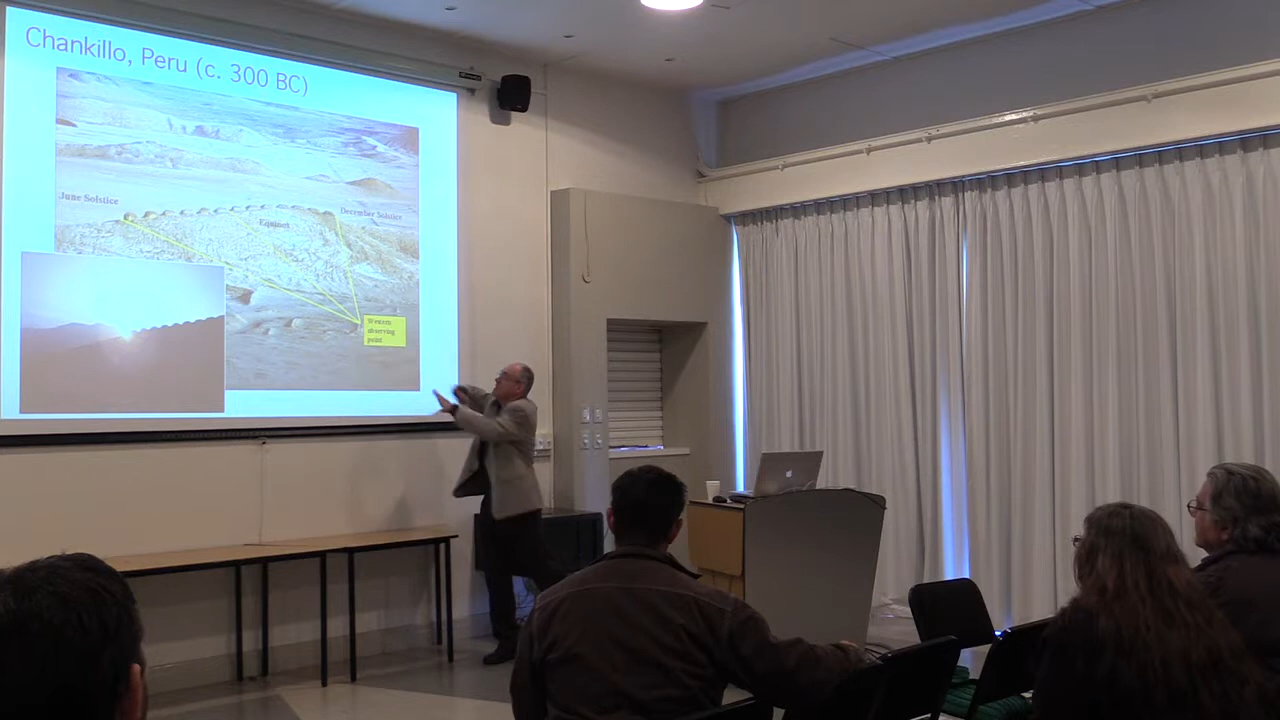 Chankillo, Peru (c. 300 BC)
June Solstice
December Solstice
Equinox
Western
observing
point